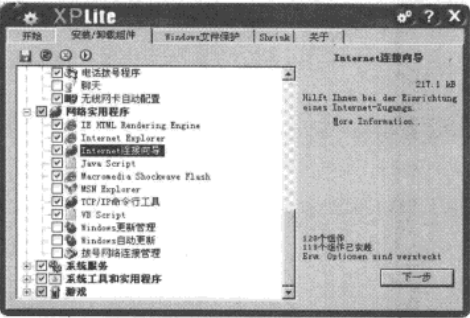 XPLite
开始 安装/卸载组件 Windows文件保护 Shrink 关于
电话拨号程序
聊天
无线网卡自动配置
网络实用程序
IE HTML Rendering Engine
Internet Explorer
Internet连接向导
Java Script
Macromedia Shockwave Flash
MSN Explorer
TCP/IP命令行工具
VB Script
Windows更新管理
Windows自动更新
拨号网络连接管理
系统服务
系统工具和实用程序
游戏
Internet连接向导
217.1 kB
Hilft Ihnen bei der Einrichtung
eines Internet-Zugangs.
More Information..
120个组件
119个组件已安装
Erw. Optionen sind versteckt
下一步